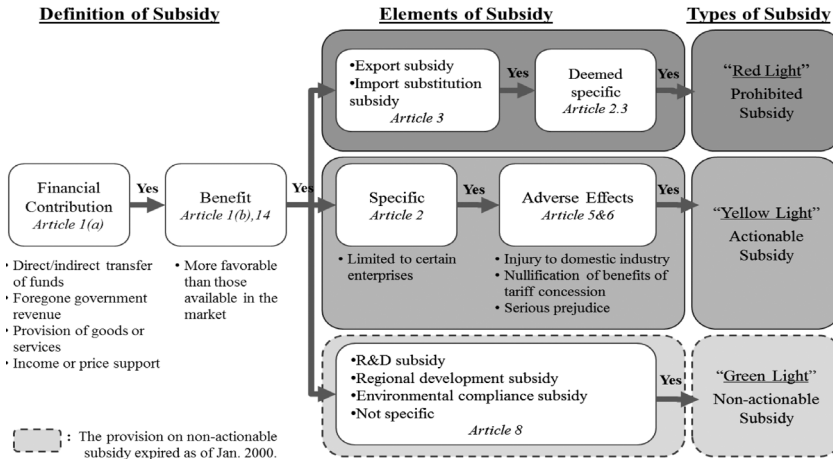 Definition of Subsidy
Elements of Subsidy
Types of Subsidy
•Export subsidy
•Import substitution
subsidy
Article 3
Yes
Deemed
specific
Article 2.3
Yes
“Red Light”
Prohibited
Subsidy
Financial
Contribution
Article 1(a)
Yes
Benefit
Article 1(b),14
Yes
Specific
Article 2
Yes
Adverse Effects
Article 5&6
Yes
“Yellow Light”
Actionable
Subsidy
• Direct/indirect transfer
of funds
• Foregone government
revenue
• Provision of goods or
services
• Income or price support
• More favorable
than those
available in the
market
• Limited to certain
enterprises
• Injury to domestic industry
• Nullification of benefits of
tariff concession
• Serious prejudice
•R&D subsidy
•Regional development subsidy
•Environmental compliance subsidy
•Not specific
Article 8
Yes
“Green Light”
Non-actionable
Subsidy
: The provision on non-actionable
subsidy expired as of Jan. 2000.